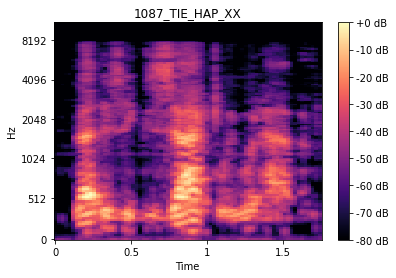 1087_TIE_HAP_XX
Hz
8192
4096
2048
1024
512
0
0
0.5
1
1.5
Time
+0 dB
-10 dB
-20 dB
-30 dB
-40 dB
-50 dB
-60 dB
-70 dB
-80 dB